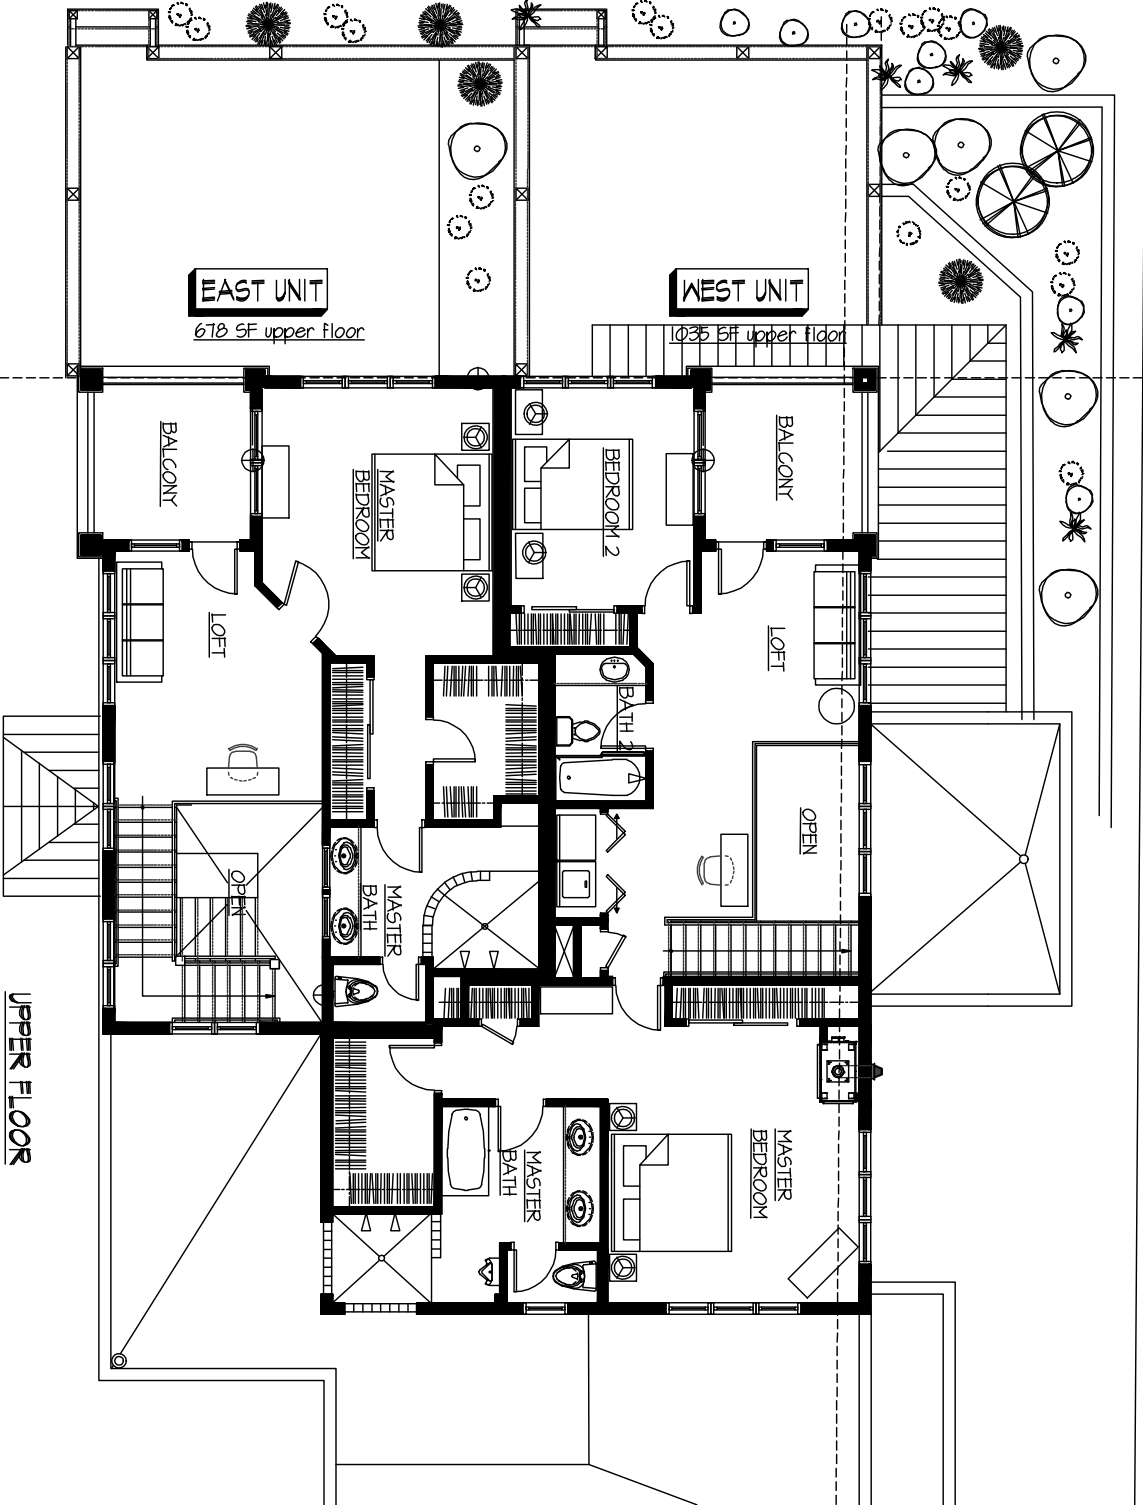 EAST UNIT
678 SF upper floor
WEST UNIT
1035 SF upper floor
BALCONY
MASTER
BEDROOM
BEDROOM 2
BALCONY
LOFT
LOFT
BATH 2
OPEN
OPEN
MASTER
BATH
UPPER FLOOR
MASTER
BATH
MASTER
BEDROOM